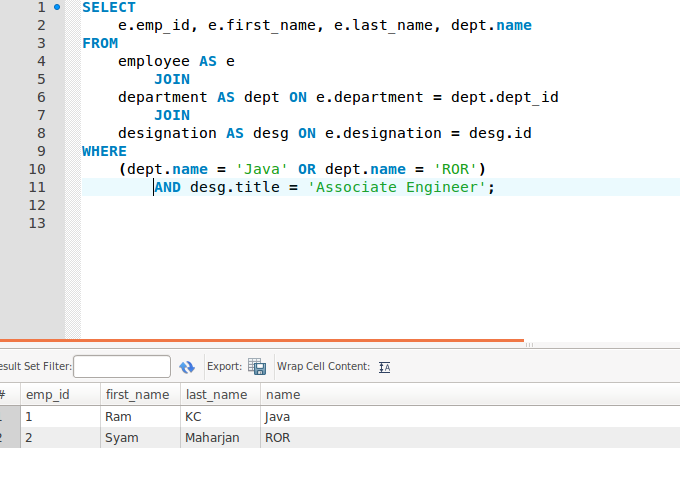 1 SELECT
2 e.emp_id, e.first_name, e.last_name, dept.name
3 FROM
4 employee AS e
5 JOIN
6 department AS dept ON e.department = dept.dept_id
7 JOIN
8 designation AS desg ON e.designation = desg.id
9 WHERE
10 (dept.name = 'Java' OR dept.name = 'ROR')
11 AND desg.title = 'Associate Engineer';
12
13
esult Set Filter: Export: Wrap Cell Content:
# emp_id first_name last_name name
1 1 Ram KC Java
2 2 Syam Maharjan ROR